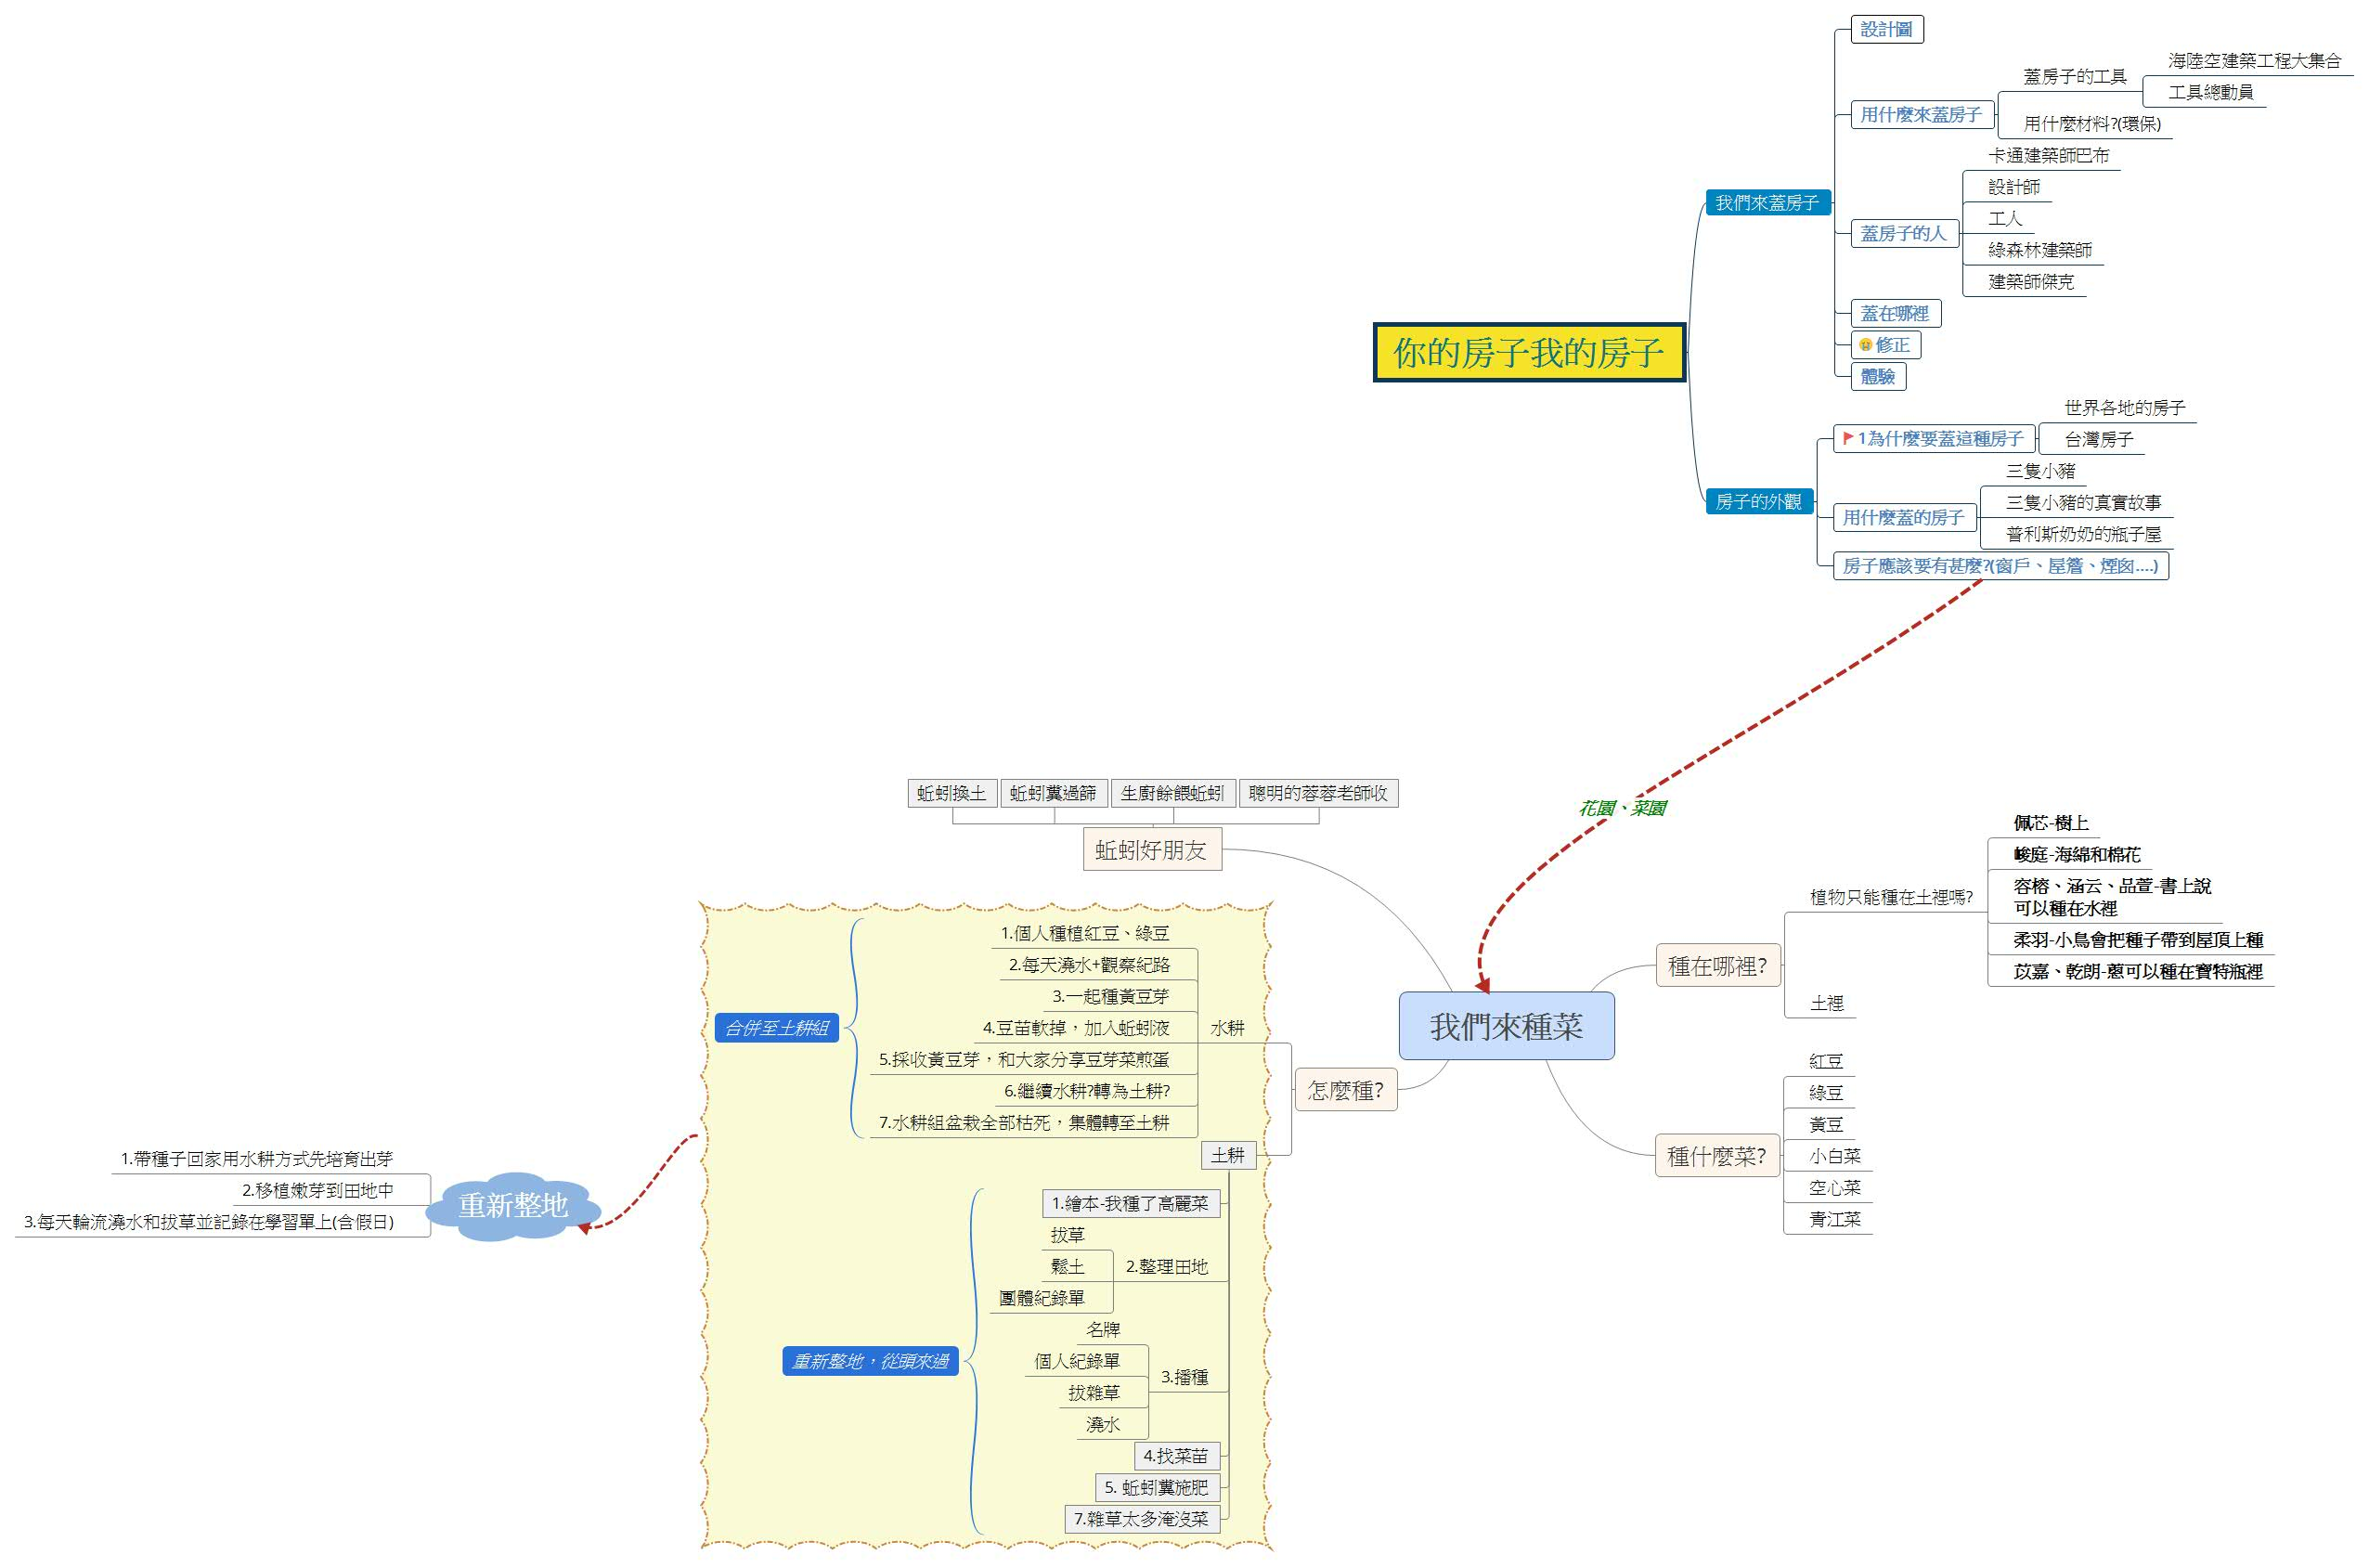 設計圖
海陸空建築工程大集合
蓋房子的工具
工具總動員
用什麼來蓋房子
用什麼材料?(環保)
卡通建築師巴布
設計師
我們來蓋房子
工人
蓋房子的人
綠森林建築師
建築師傑克
蓋在哪裡
修正
你的房子我的房子
體驗
世界各地的房子
1為什麼要蓋這種房子
台灣房子
三隻小豬
房子的外觀
三隻小豬的真實故事
用什麼蓋的房子
普利斯奶奶的瓶子屋
房子應該要有甚麼?(窗戶、屋簷、煙囪....)
花園、菜園
蚯蚓換土
蚯蚓糞過篩
生廚餘餵蚯蚓
聰明的蓉蓉老師收
蚯蚓好朋友
佩芯-樹上
峻庭-海綿和棉花
容榕、涵云、品萱-書上說
可以種在水裡
植物只能種在土裡嗎?
柔羽-小鳥會把種子帶到屋頂上種
苡嘉、乾朗-蔥可以種在寶特瓶裡
種在哪裡?
土裡
我們來種菜
紅豆
綠豆
黃豆
種什麼菜?
小白菜
空心菜
青江菜
怎麼種?
1.個人種植紅豆、綠豆
2.每天澆水+觀察紀路
3.一起種黃豆芽
4.豆苗軟掉，加入蚯蚓液
水耕
合併至土耕組
5.採收黃豆芽，和大家分享豆芽菜煎蛋
6.繼續水耕?轉為土耕?
7.水耕組盆栽全部枯死，集體轉至土耕
土耕
1.繪本-我種了高麗菜
拔草
鬆土
2.整理田地
團體紀錄單
名牌
個人紀錄單
重新整地，從頭來過
3.播種
拔雜草
澆水
4.找菜苗
5. 蚯蚓糞施肥
7.雜草太多淹沒菜
1.帶種子回家用水耕方式先培育出芽
2.移植嫩芽到田地中
重新整地
3.每天輪流澆水和拔草並記錄在學習單上(含假日)